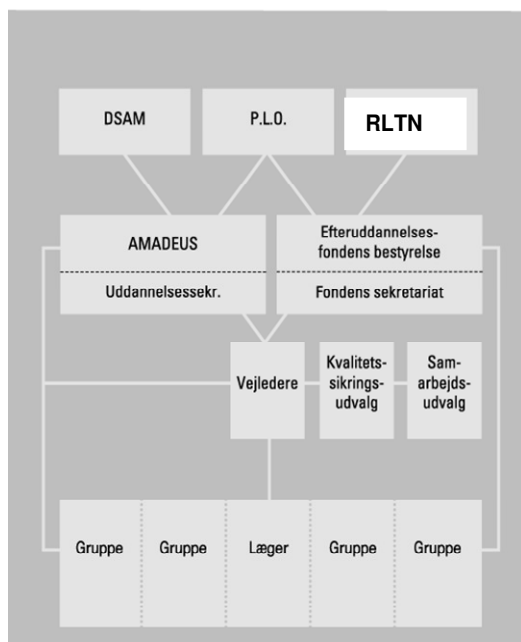 DSAM
P.L.O.
RLTN
AMADEUS
Uddannelsessekr.
Efteruddannelses-
fondens bestyrelse
Fondens sekretariat
Vejledere
Kvalitets-
sikrings-
udvalg
Sam-
arbejds-
udvalg
Gruppe
Gruppe
Læger
Gruppe
Gruppe